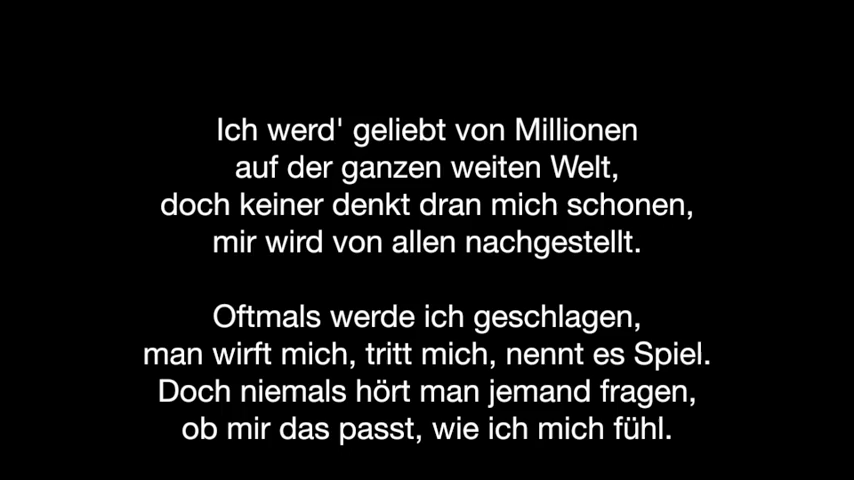 Ich werd' geliebt von Millionen
auf der ganzen weiten Welt,
doch keiner denkt dran mich schonen,
mir wird von allen nachgestellt.
Oftmals werde ich geschlagen,
man wirft mich, tritt mich, nennt es Spiel.
Doch niemals hört man jemand fragen,
ob mir das passt, wie ich mich fühl.